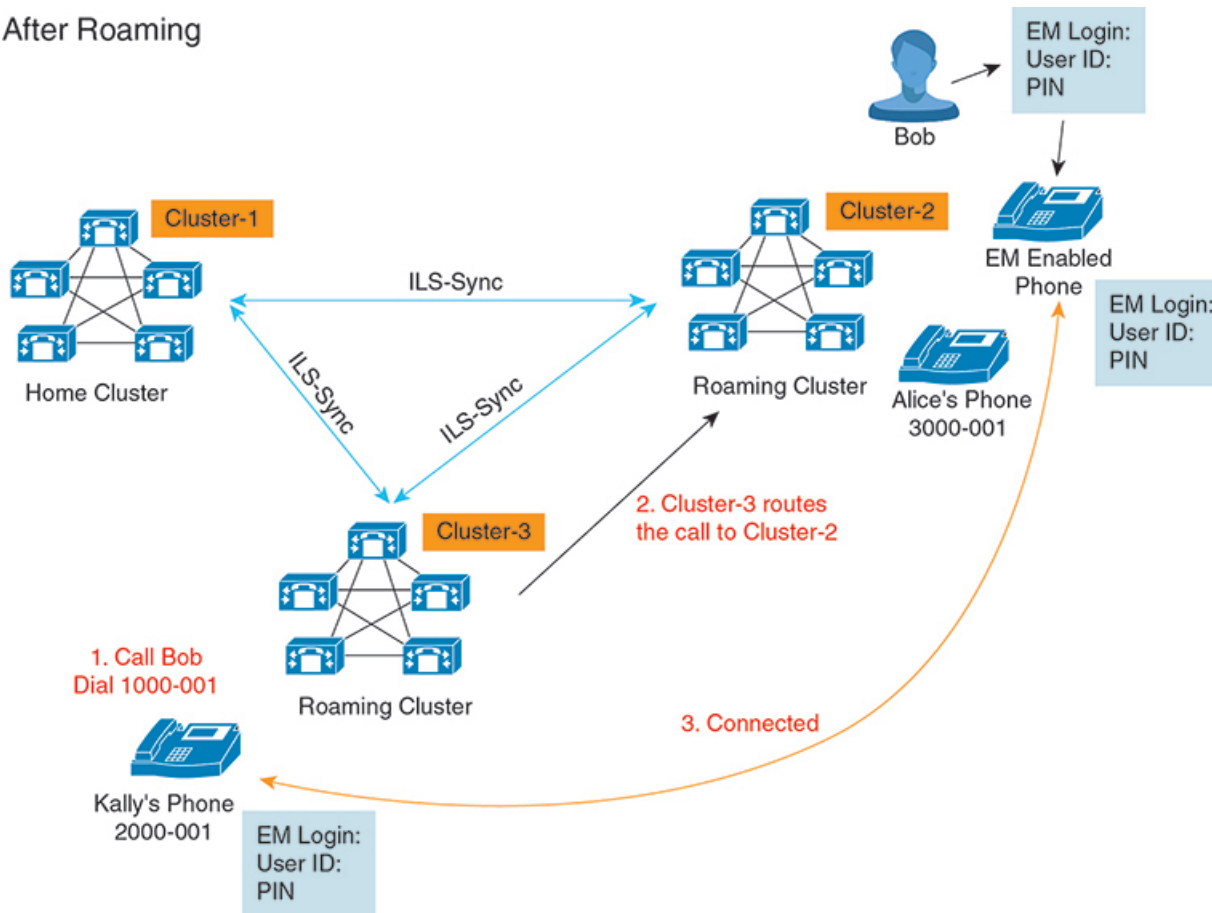 After Roaming
EM Login:
User ID:
PIN
Bob
Cluster-1
Cluster-2
EM Enabled
Phone
ILS-Sync
EM Login:
User ID:
PIN
Home Cluster
Roaming Cluster
Alice's Phone
3000-001
ILS-Sync
ILS-Sync
Cluster-3
2. Cluster-3 routes
the call to Cluster-2
1. Call Bob
Dial 1000-001
Roaming Cluster
3. Connected
Kally's Phone
2000-001
EM Login:
User ID:
PIN